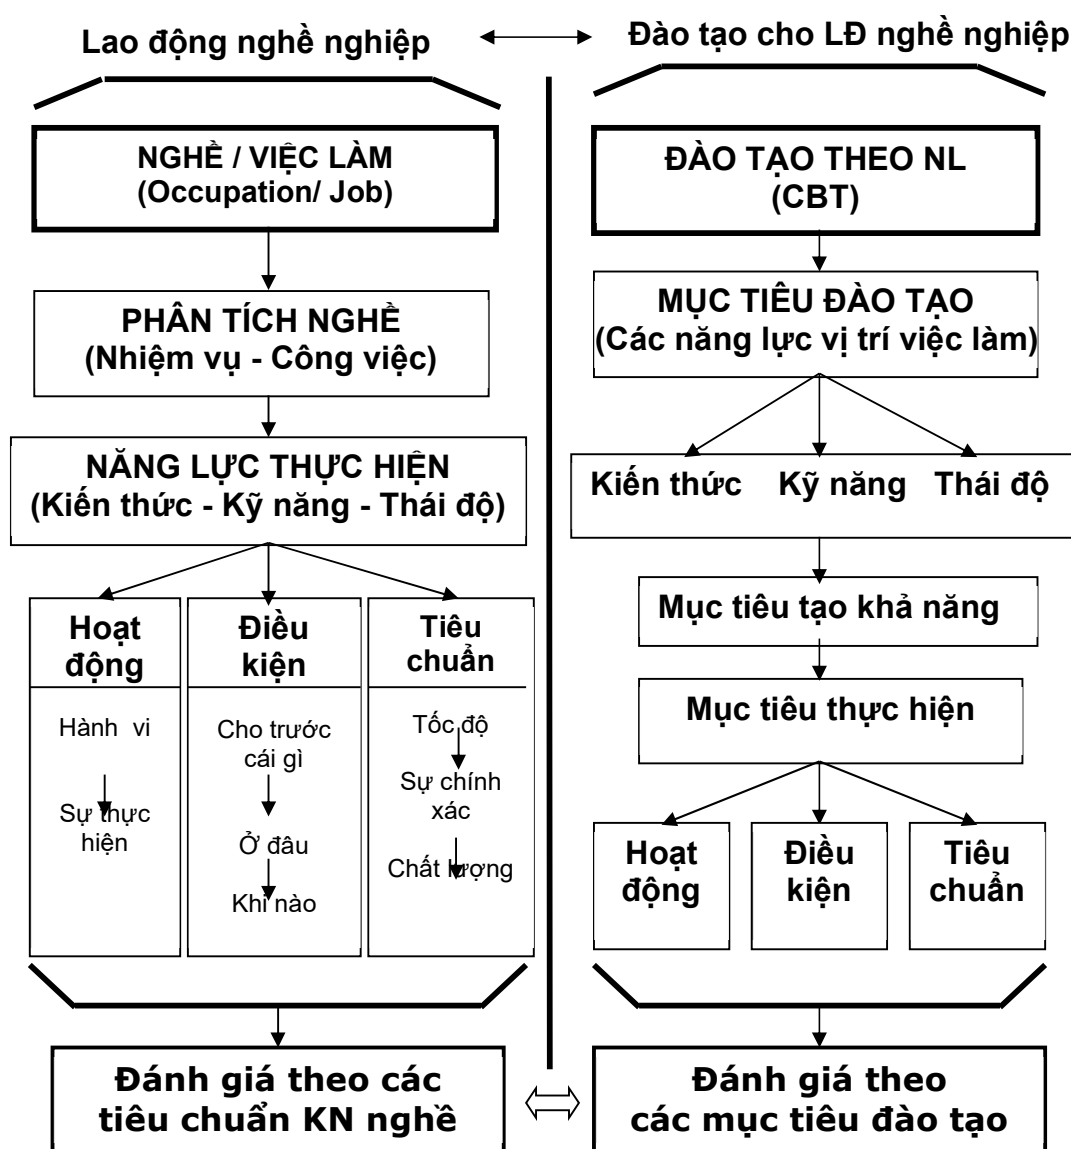 Lao động nghề nghiệp
NGHỀ / VIỆC LÀM
(Occupation/ Job)
PHÂN TÍCH NGHỀ
(Nhiệm vụ - Công việc)
NĂNG LỰC THỰC HIỆN
(Kiến thức - Kỹ năng - Thái độ)
Hoạt
động
Hành vi
Sự thực
hiện
Điều
kiện
Cho trước
cái gì
Ở đâu
Khi nào
Tiêu
chuẩn
Tốc độ
Sự chính
xác
Chất lượng
Đánh giá theo các
tiêu chuẩn KN nghề
Đào tạo cho LĐ nghề nghiệp
ĐÀO TẠO THEO NL
(CBT)
MỤC TIÊU ĐÀO TẠO
(Các năng lực vị trí việc làm)
Kiến thức Kỹ năng Thái độ
Mục tiêu tạo khả năng
Mục tiêu thực hiện
Hoạt
động
Điều
kiện
Tiêu
chuẩn
Đánh giá theo
các mục tiêu đào tạo